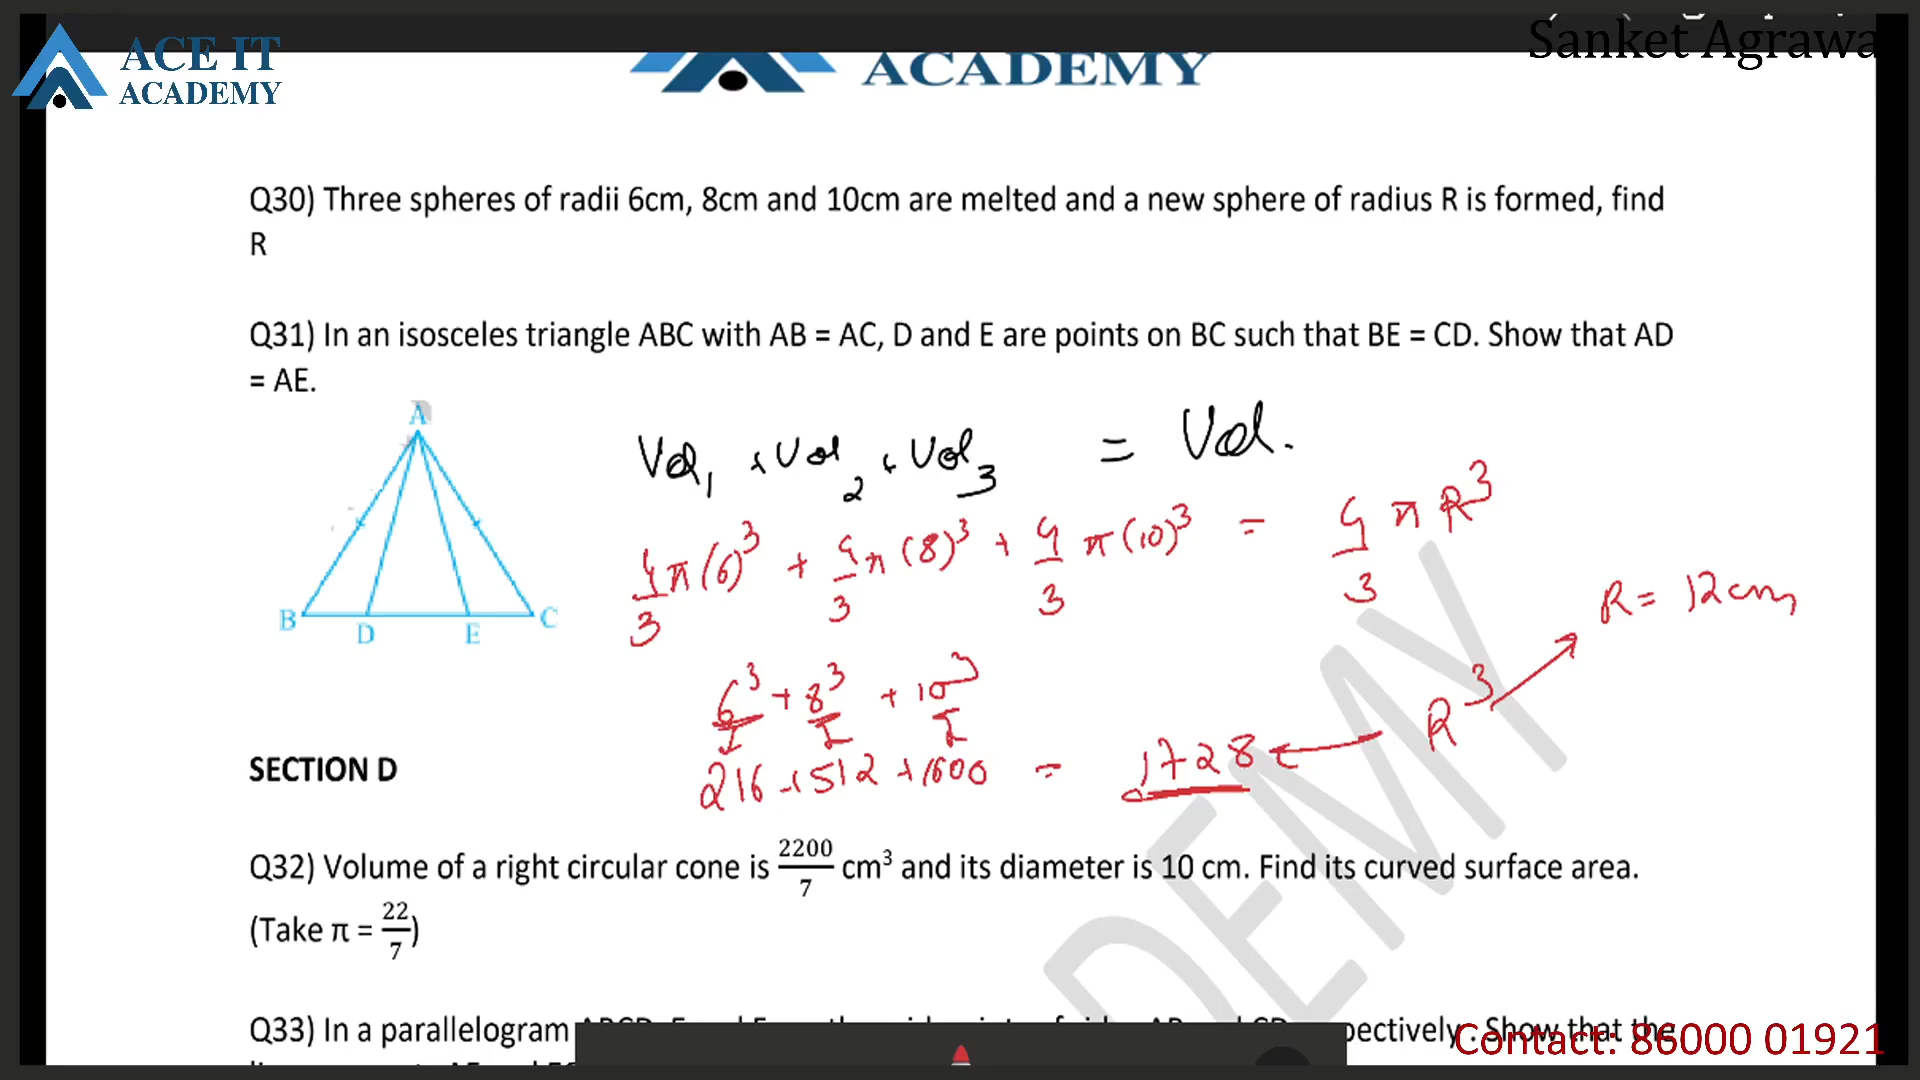 Sanket Agrawa
ACE IT
ACADEMY
ACADEMY
Q30) Three spheres of radii 6cm, 8cm and 10cm are melted and a new sphere of radius R is formed, find
R
Q31) In an isosceles triangle ABC with AB = AC, D and E are points on BC such that BE = CD. Show that AD
= AE.
A
B D E C
Vol₁ + Vol₂ + Vol₃ = Vol.
4/3 π(6)³ + 4/3 π(8)³ + 4/3 π(10)³ = 4/3 π R³
R = 12cm
6³ + 8³ + 10³ R³
216 + 512 + 1000 = 1728
SECTION D
Q32) Volume of a right circular cone is 2200/7 cm³ and its diameter is 10 cm. Find its curved surface area.
(Take π = 22/7)
Q33) In a parallelogram
pectively . Show that the
Contact: 86000 01921
DEMY